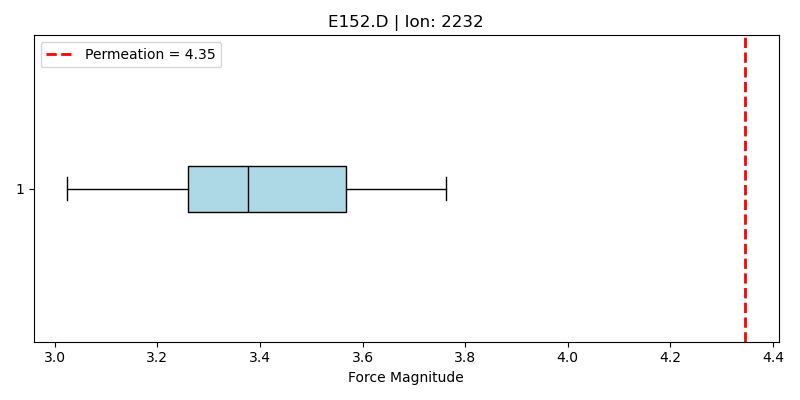 E152.D | Ion: 2232
Permeation = 4.35
1
3.0 3.2 3.4 3.6 3.8 4.0 4.2 4.4
Force Magnitude